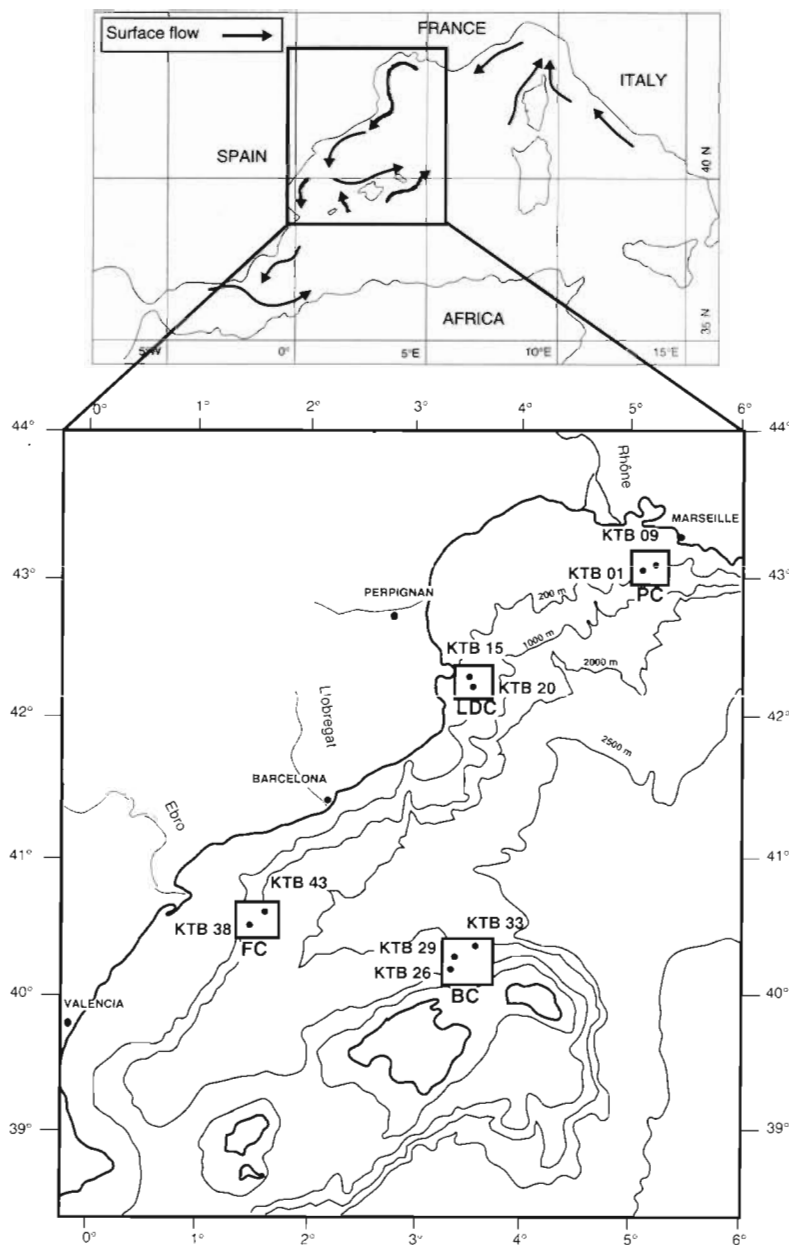 Surface flow
FRANCE
ITALY
SPAIN
40 N
AFRICA
35 N
5°W 0° 5°E 10°E 15°E
0° 1° 2° 3° 4° 5° 6°
44° 44°
Rhône
MARSEILLE
KTB 09
43° KTB 01 43°
PC
PERPIGNAN
200 m
1000 m
2000 m
KTB 15
KTB 20
42° LDC 42°
Llobregat
2500 m
BARCELONA
Ebro
41° 41°
KTB 43
KTB 38
FC
KTB 33
KTB 29
KTB 26
BC
40° 40°
VALENCIA
39° 39°
0° 1° 2° 3° 4° 5° 6°